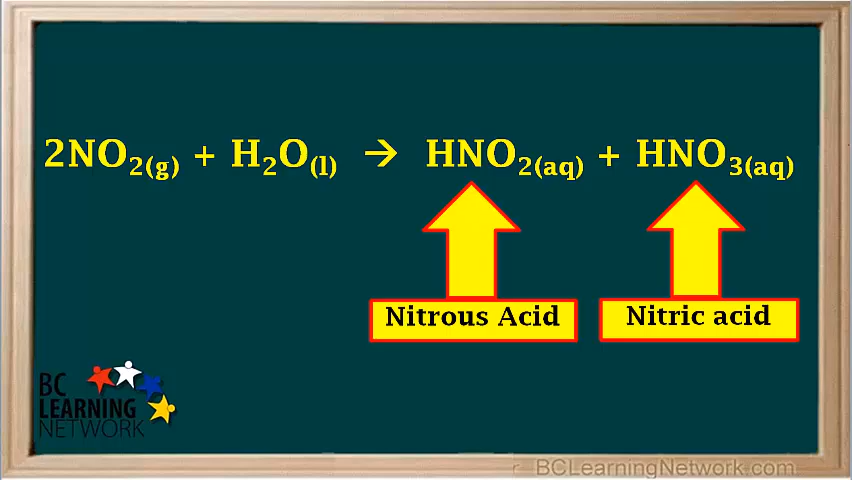 2NO₂(g) + H₂O(l) → HNO₂(aq) + HNO₃(aq)
Nitrous Acid
Nitric acid
BC
LEARNING
NETWORK
BCLearningNetwork.com